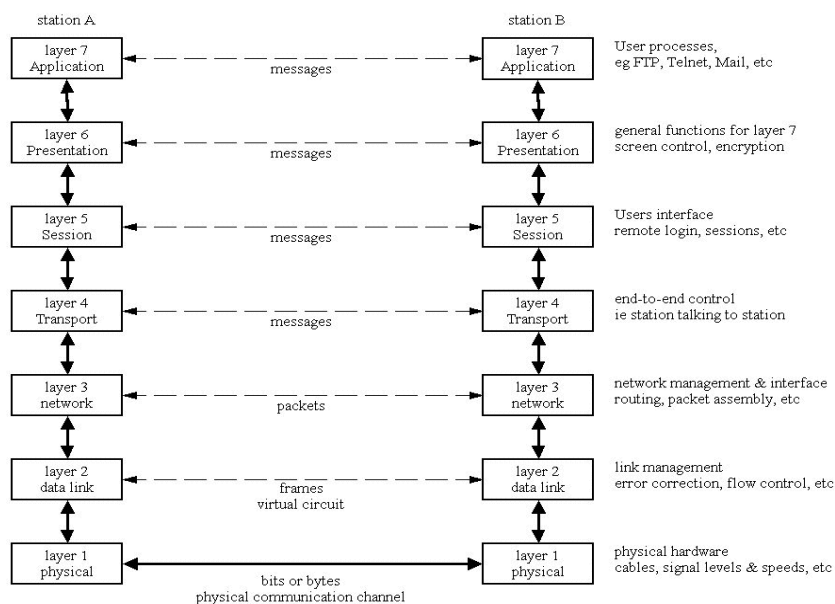 station A
station B
layer 7
Application
messages
layer 7
Application
User processes,
eg FTP, Telnet, Mail, etc
layer 6
Presentation
messages
layer 6
Presentation
general functions for layer 7
screen control, encryption
layer 5
Session
messages
layer 5
Session
Users interface
remote login, sessions, etc
layer 4
Transport
messages
layer 4
Transport
end-to-end control
ie station talking to station
layer 3
network
packets
layer 3
network
network management & interface
routing, packet assembly, etc
layer 2
data link
frames
virtual circuit
layer 2
data link
link management
error correction, flow control, etc
layer 1
physical
bits or bytes
physical communication channel
layer 1
physical
physical hardware
cables, signal levels & speeds, etc